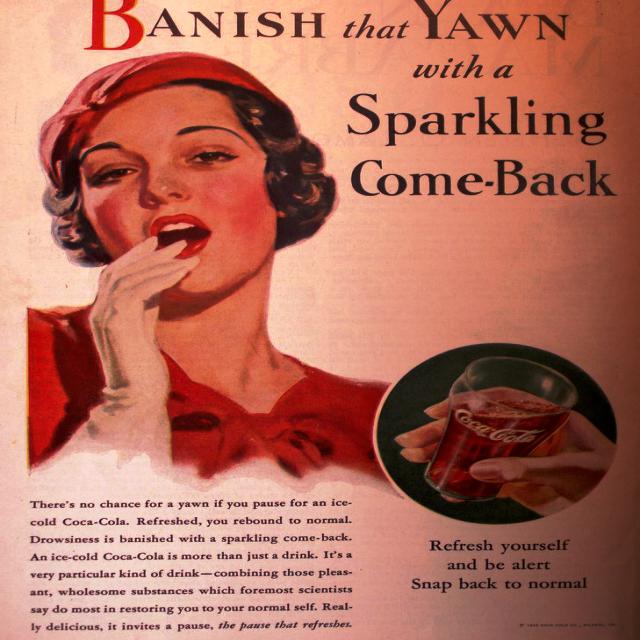 BANISH that YAWN
with a
Sparkling
Come-Back
Coca-Cola
There's no chance for a yawn if you pause for an ice-
cold Coca-Cola. Refreshed, you rebound to normal.
Drowsiness is banished with a sparkling come-back.
An ice-cold Coca-Cola is more than just a drink. It's a
very particular kind of drink—combining those pleas-
ant, wholesome substances which foremost scientists
say do most in restoring you to your normal self. Real-
ly delicious, it invites a pause, the pause that refreshes.
Refresh yourself
and be alert
Snap back to normal